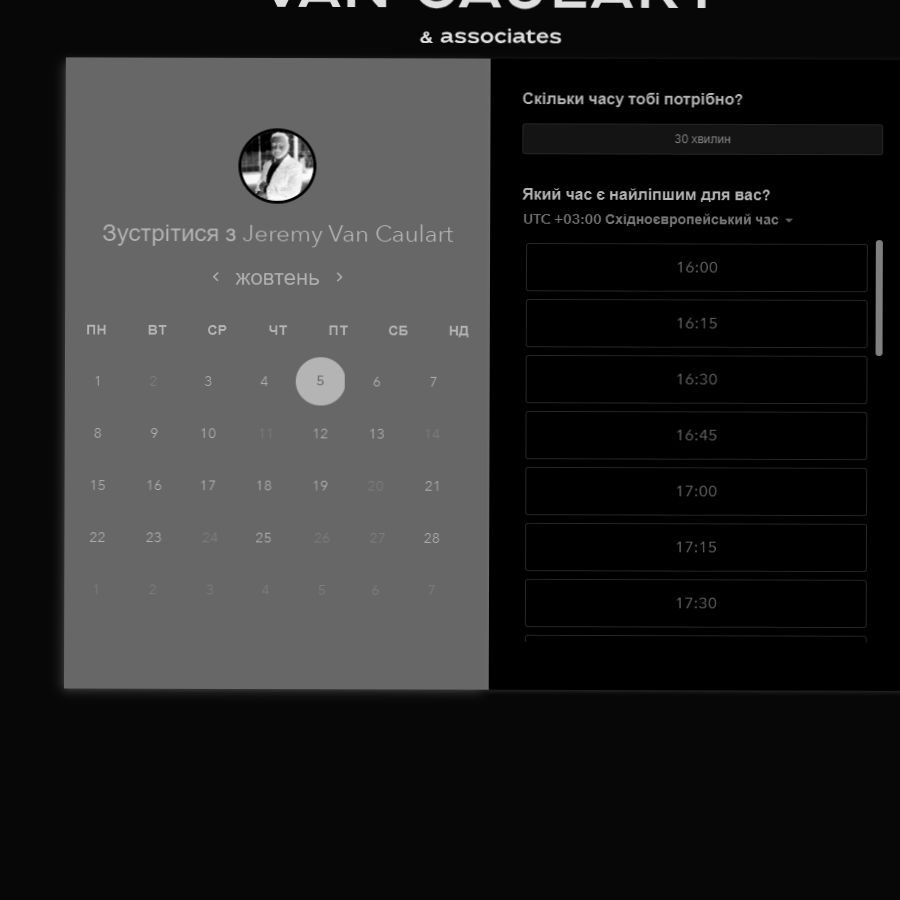 VAN CAULART
& associates
Зустрітися з Jeremy Van Caulart
жовтень
ПН ВТ СР ЧТ ПТ СБ НД
1 2 3 4 5 6 7
8 9 10 11 12 13 14
15 16 17 18 19 20 21
22 23 24 25 26 27 28
1 2 3 4 5 6 7
Скільки часу тобі потрібно?
30 хвилин
Який час є найліпшим для вас?
UTC +03:00 Східноєвропейський час
16:00
16:15
16:30
16:45
17:00
17:15
17:30